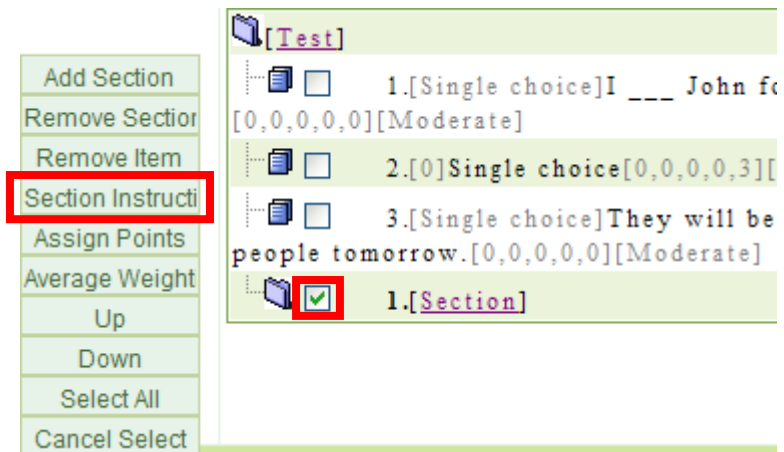 [Test]
Add Section
Remove Section
Remove Item
Section Instructi
Assign Points
Average Weight
Up
Down
Select All
Cancel Select
1.[Single choice]I ___ John fo
[0,0,0,0,0][Moderate]
2.[0]Single choice[0,0,0,0,3][
3.[Single choice]They will be
people tomorrow.[0,0,0,0,0][Moderate]
1.[Section]